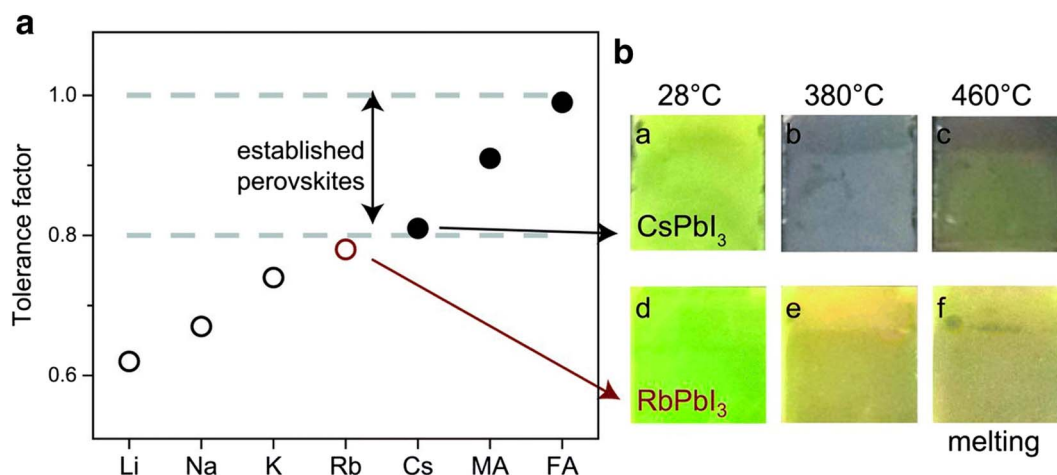 a
Tolerance factor
1.0
0.8
0.6
established
perovskites
Li Na K Rb Cs MA FA
b
28°C 380°C 460°C
a b c
CsPbI₃
d e f
RbPbI₃
melting